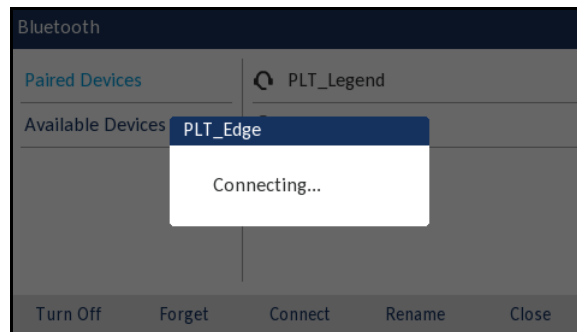 Bluetooth
Paired Devices
PLT_Legend
Available Devices
PLT_Edge
Connecting...
Turn Off Forget Connect Rename Close